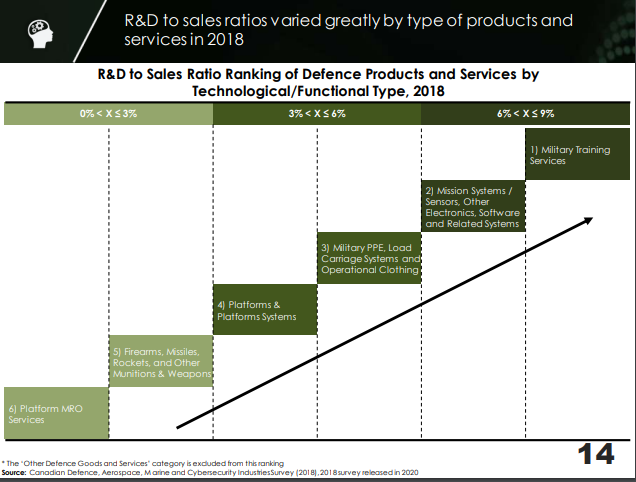 R&D to sales ratios varied greatly by type of products and
services in 2018
R&D to Sales Ratio Ranking of Defence Products and Services by
Technological/Functional Type, 2018
0% < X ≤ 3%
3% < X ≤ 6%
6% < X ≤ 9%
1) Military Training
Services
2) Mission Systems /
Sensors, Other
Electronics, Software
and Related Systems
3) Military PPE, Load
Carriage Systems and
Operational Clothing
4) Platforms &
Platforms Systems
5) Firearms, Missiles,
Rockets, and Other
Munitions & Weapons
6) Platform MRO
Services
14
* The 'Other Defence Goods and Services' category is excluded from this ranking
Source: Canadian Defence, Aerospace, Marine and Cybersecurity Industries Survey (2018), 2018 survey released in 2020